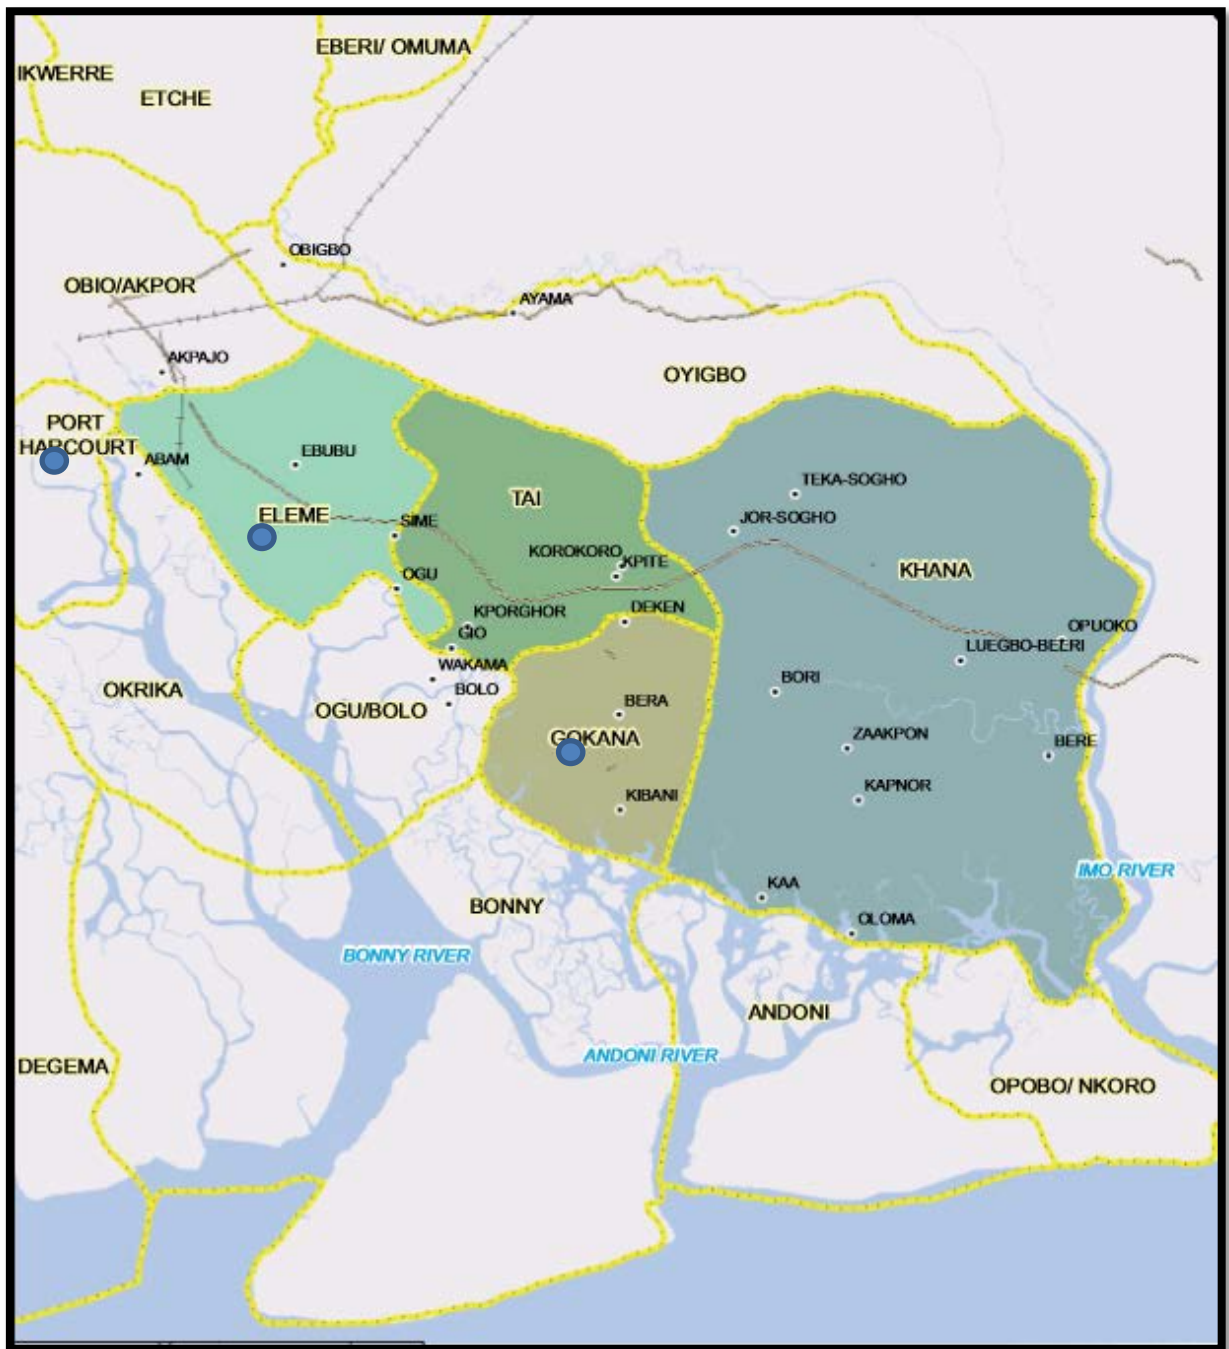 EBERI/ OMUMA
IKWERRE
ETCHE
OBIGBO
OBIO/AKPOR
AYAMA
AKPAJO
OYIGBO
PORT
HARCOURT
EBUBU
ABAM
TEKA-SOGHO
TAI
ELEME
SIME
JOR-SOGHO
KOROKORO
KPITE
KHANA
OGU
KPORGHOR
DEKEN
OPUOKO
GIO
LUEGBO-BEERI
WAKAMA
BORI
OKRIKA
BOLO
OGU/BOLO
BERA
GOKANA
ZAAKPON
BERE
KAPNOR
KIBANI
IMO RIVER
KAA
BONNY
OLOMA
BONNY RIVER
ANDONI
ANDONI RIVER
DEGEMA
OPOBO/ NKORO